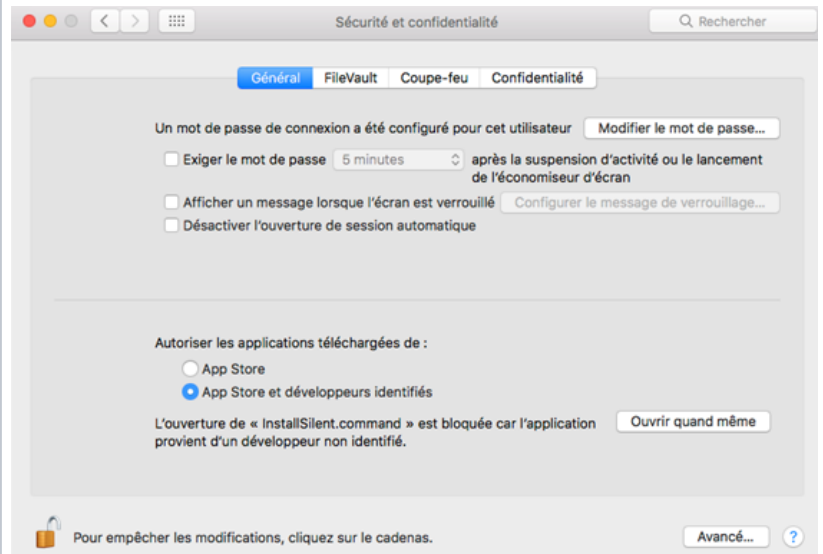 Sécurité et confidentialité
Rechercher
Général FileVault Coupe-feu Confidentialité
Un mot de passe de connexion a été configuré pour cet utilisateur Modifier le mot de passe...
Exiger le mot de passe 5 minutes après la suspension d'activité ou le lancement
de l'économiseur d'écran
Afficher un message lorsque l'écran est verrouillé Configurer le message de verrouillage...
Désactiver l'ouverture de session automatique
Autoriser les applications téléchargées de :
App Store
App Store et développeurs identifiés
L'ouverture de « InstallSilent.command » est bloquée car l'application Ouvrir quand même
provient d'un développeur non identifié.
Pour empêcher les modifications, cliquez sur le cadenas. Avancé... ?